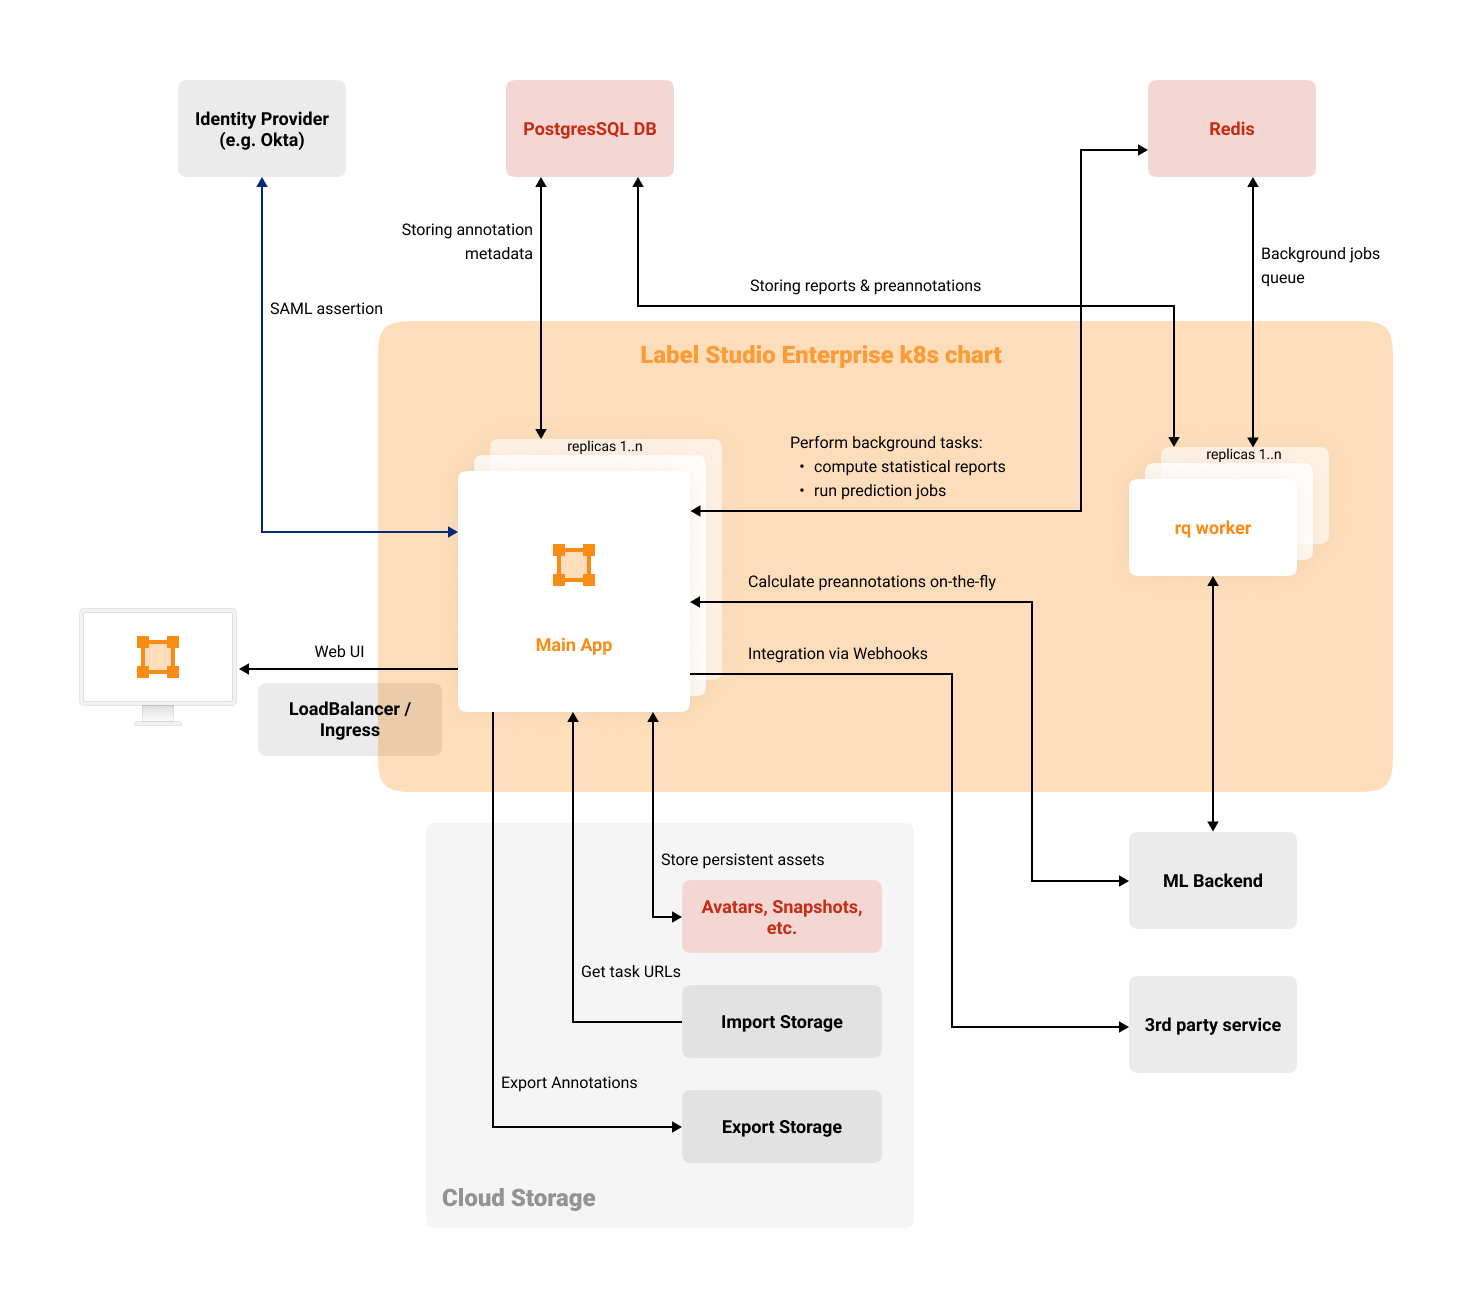 Identity Provider
(e.g. Okta)
PostgresSQL DB
Redis
Storing annotation
metadata
Background jobs
queue
Storing reports & preannotations
SAML assertion
Label Studio Enterprise k8s chart
replicas 1..n
Perform background tasks:
• compute statistical reports
• run prediction jobs
replicas 1..n
rq worker
Calculate preannotations on-the-fly
Main App
Web UI
Integration via Webhooks
LoadBalancer /
Ingress
Store persistent assets
Avatars, Snapshots,
etc.
ML Backend
Get task URLs
Import Storage
3rd party service
Export Annotations
Export Storage
Cloud Storage